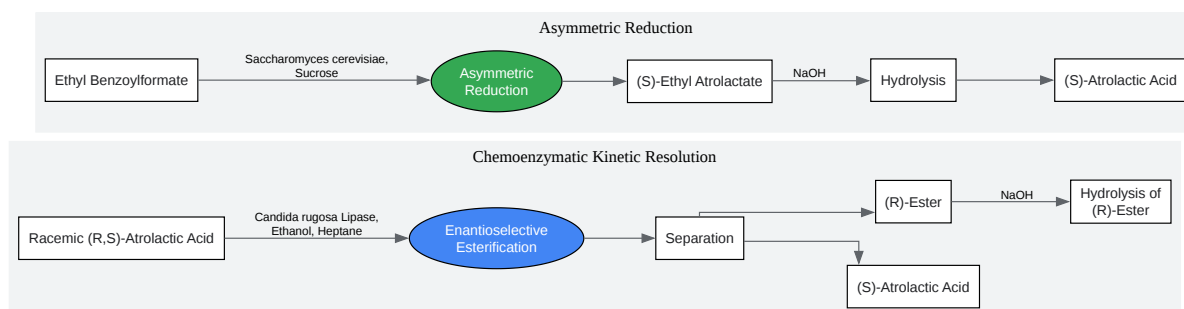 Asymmetric Reduction
Saccharomyces cerevisiae,
Sucrose
Ethyl Benzoylformate
Asymmetric
Reduction
(S)-Ethyl Atrolactate
NaOH
Hydrolysis
(S)-Atrolactic Acid
Chemoenzymatic Kinetic Resolution
Racemic (R,S)-Atrolactic Acid
Candida rugosa Lipase,
Ethanol, Heptane
Enantioselective
Esterification
Separation
(R)-Ester
NaOH
Hydrolysis of
(R)-Ester
(S)-Atrolactic Acid